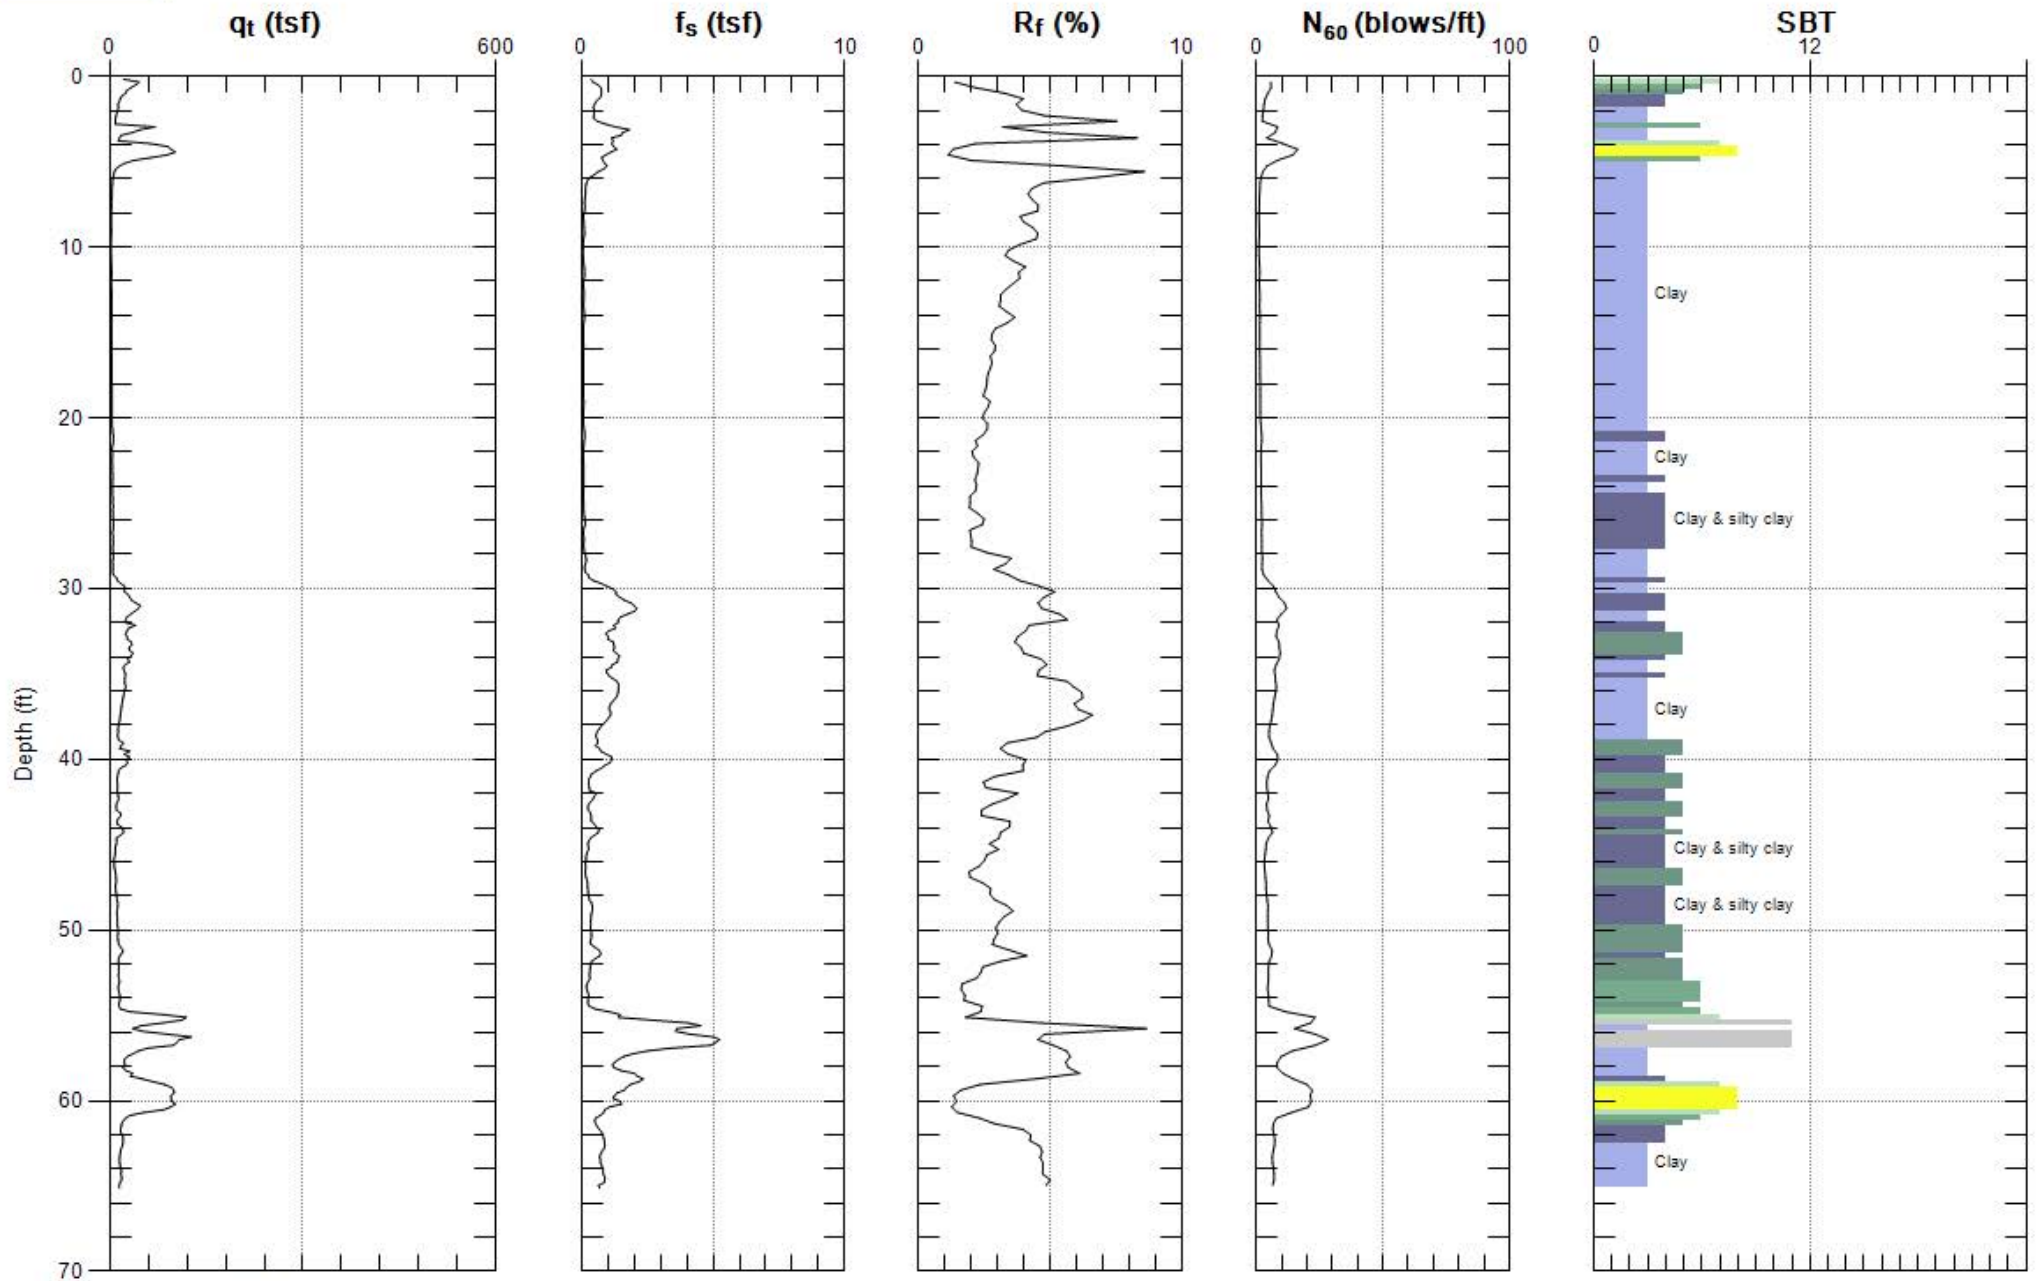 qt (tsf) fs (tsf) Rf (%) N60 (blows/ft) SBT
0 600 0 10 0 10 0 100 0 12
0
10
Clay
20
Clay
Clay & silty clay
30
Depth (ft)
Clay
40
Clay & silty clay
Clay & silty clay
50
60
Clay
70